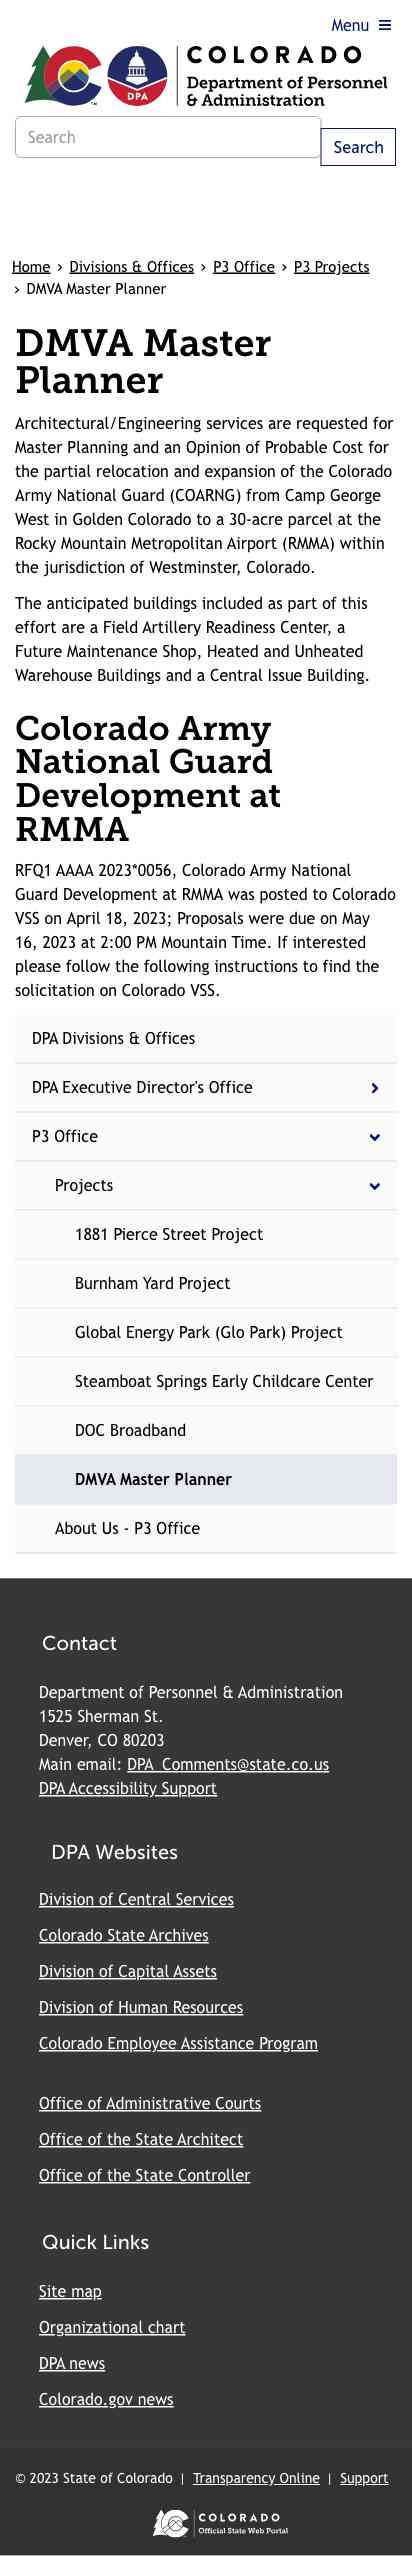 Menu
COLORADO
Department of Personnel
& Administration
DPA
TM
Search
Search
Home > Divisions & Offices > P3 Office > P3 Projects
> DMVA Master Planner
DMVA Master
Planner
Architectural/Engineering services are requested for
Master Planning and an Opinion of Probable Cost for
the partial relocation and expansion of the Colorado
Army National Guard (COARNG) from Camp George
West in Golden Colorado to a 30-acre parcel at the
Rocky Mountain Metropolitan Airport (RMMA) within
the jurisdiction of Westminster, Colorado.
The anticipated buildings included as part of this
effort are a Field Artillery Readiness Center, a
Future Maintenance Shop, Heated and Unheated
Warehouse Buildings and a Central Issue Building.
Colorado Army
National Guard
Development at
RMMA
RFQ1 AAAA 2023*0056, Colorado Army National
Guard Development at RMMA was posted to Colorado
VSS on April 18, 2023; Proposals were due on May
16, 2023 at 2:00 PM Mountain Time. If interested
please follow the following instructions to find the
solicitation on Colorado VSS.
DPA Divisions & Offices
DPA Executive Director's Office
P3 Office
Projects
1881 Pierce Street Project
Burnham Yard Project
Global Energy Park (Glo Park) Project
Steamboat Springs Early Childcare Center
DOC Broadband
DMVA Master Planner
About Us - P3 Office
Contact
Department of Personnel & Administration
1525 Sherman St.
Denver, CO 80203
Main email: DPA_Comments@state.co.us
DPA Accessibility Support
DPA Websites
Division of Central Services
Colorado State Archives
Division of Capital Assets
Division of Human Resources
Colorado Employee Assistance Program
Office of Administrative Courts
Office of the State Architect
Office of the State Controller
Quick Links
Site map
Organizational chart
DPA news
Colorado.gov news
© 2023 State of Colorado | Transparency Online | Support
COLORADO
Official State Web Portal